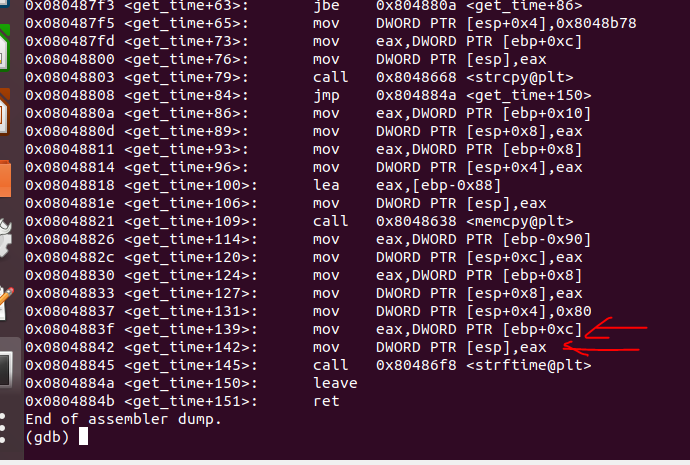 0x080487f3 <get_time+63>: jbe 0x804880a <get_time+86>
0x080487f5 <get_time+65>: mov DWORD PTR [esp+0x4],0x8048b78
0x080487fd <get_time+73>: mov eax,DWORD PTR [ebp+0xc]
0x08048800 <get_time+76>: mov DWORD PTR [esp],eax
0x08048803 <get_time+79>: call 0x8048668 <strcpy@plt>
0x08048808 <get_time+84>: jmp 0x804884a <get_time+150>
0x0804880a <get_time+86>: mov eax,DWORD PTR [ebp+0x10]
0x0804880d <get_time+89>: mov DWORD PTR [esp+0x8],eax
0x08048811 <get_time+93>: mov eax,DWORD PTR [ebp+0x8]
0x08048814 <get_time+96>: mov DWORD PTR [esp+0x4],eax
0x08048818 <get_time+100>: lea eax,[ebp-0x88]
0x0804881e <get_time+106>: mov DWORD PTR [esp],eax
0x08048821 <get_time+109>: call 0x8048638 <memcpy@plt>
0x08048826 <get_time+114>: mov eax,DWORD PTR [ebp-0x90]
0x0804882c <get_time+120>: mov DWORD PTR [esp+0xc],eax
0x08048830 <get_time+124>: mov eax,DWORD PTR [ebp+0x8]
0x08048833 <get_time+127>: mov DWORD PTR [esp+0x8],eax
0x08048837 <get_time+131>: mov DWORD PTR [esp+0x4],0x80
0x0804883f <get_time+139>: mov eax,DWORD PTR [ebp+0xc]
0x08048842 <get_time+142>: mov DWORD PTR [esp],eax
0x08048845 <get_time+145>: call 0x80486f8 <strftime@plt>
0x0804884a <get_time+150>: leave
0x0804884b <get_time+151>: ret
End of assembler dump.
(gdb)